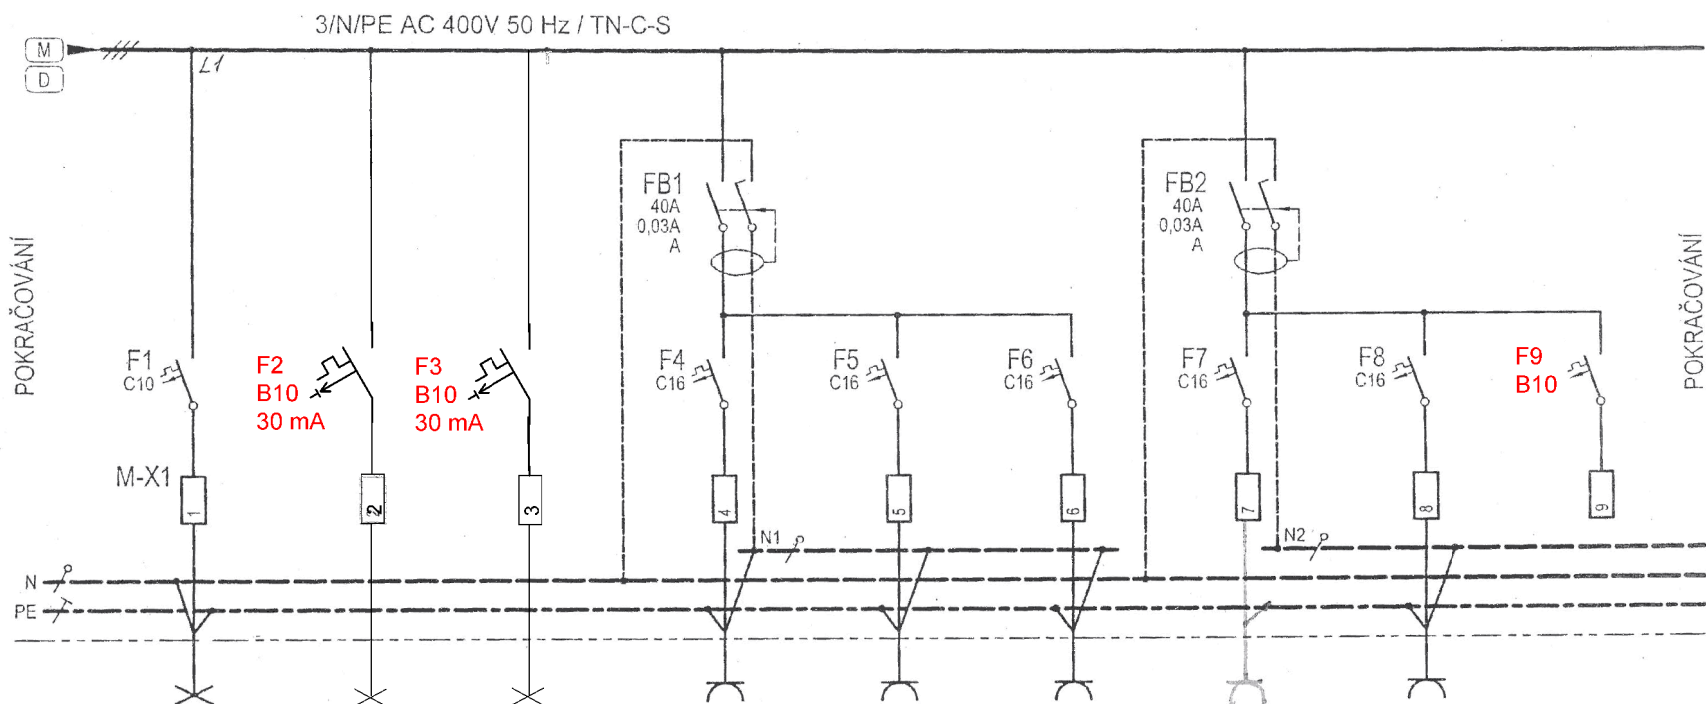 3/N/PE AC 400V 50 Hz / TN-C-S
M
D
L1
POKRAČOVÁNÍ
POKRAČOVÁNÍ
FB1
40A
0,03A
A
FB2
40A
0,03A
A
F1
C10
F2
B10
30 mA
F3
B10
30 mA
F4
C16
F5
C16
F6
C16
F7
C16
F8
C16
F9
B10
M-X1
1
2
3
4
5
6
7
8
9
N1
N2
N
PE